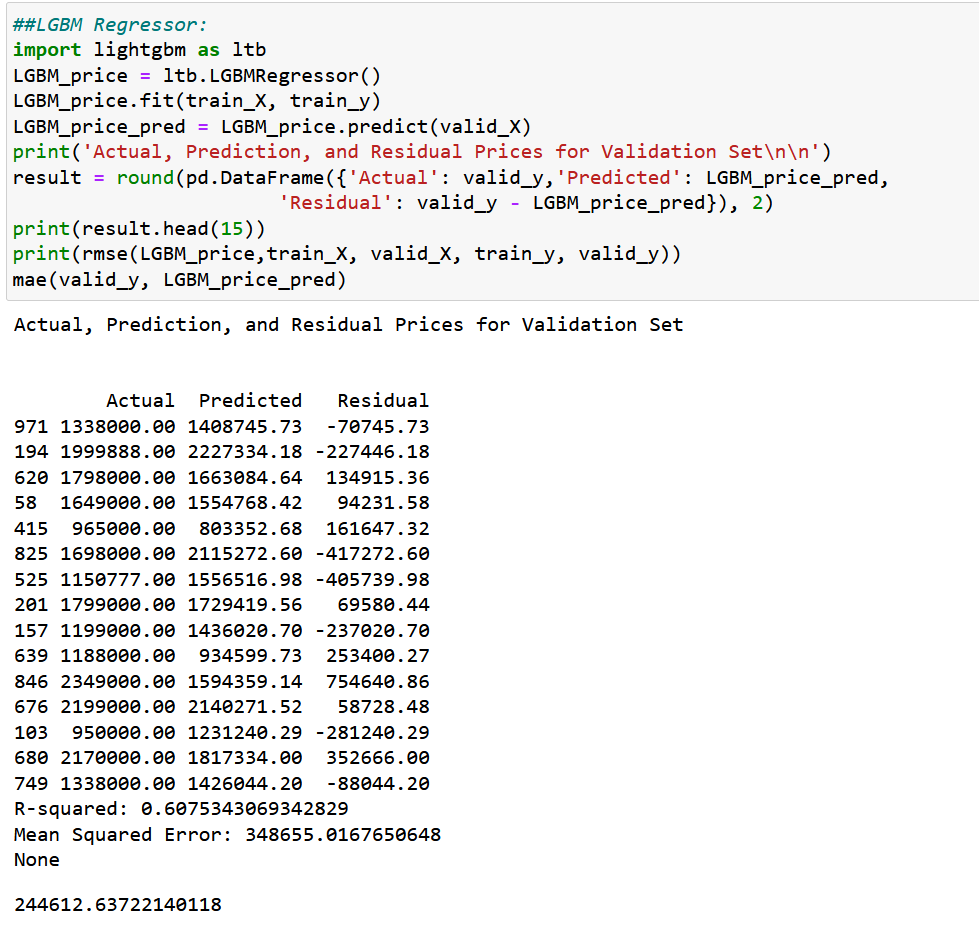 ##LGBM Regressor:
import lightgbm as ltb
LGBM_price = ltb.LGBMRegressor()
LGBM_price.fit(train_X, train_y)
LGBM_price_pred = LGBM_price.predict(valid_X)
print('Actual, Prediction, and Residual Prices for Validation Set\n\n')
result = round(pd.DataFrame({'Actual': valid_y,'Predicted': LGBM_price_pred,
                       'Residual': valid_y - LGBM_price_pred}), 2)
print(result.head(15))
print(rmse(LGBM_price,train_X, valid_X, train_y, valid_y))
mae(valid_y, LGBM_price_pred)
Actual, Prediction, and Residual Prices for Validation Set
        Actual  Predicted   Residual
971 1338000.00 1408745.73  -70745.73
194 1999888.00 2227334.18 -227446.18
620 1798000.00 1663084.64  134915.36
58  1649000.00 1554768.42   94231.58
415  965000.00  803352.68  161647.32
825 1698000.00 2115272.60 -417272.60
525 1150777.00 1556516.98 -405739.98
201 1799000.00 1729419.56   69580.44
157 1199000.00 1436020.70 -237020.70
639 1188000.00  934599.73  253400.27
846 2349000.00 1594359.14  754640.86
676 2199000.00 2140271.52   58728.48
103  950000.00 1231240.29 -281240.29
680 2170000.00 1817334.00  352666.00
749 1338000.00 1426044.20  -88044.20
R-squared: 0.6075343069342829
Mean Squared Error: 348655.0167650648
None
244612.63722140118